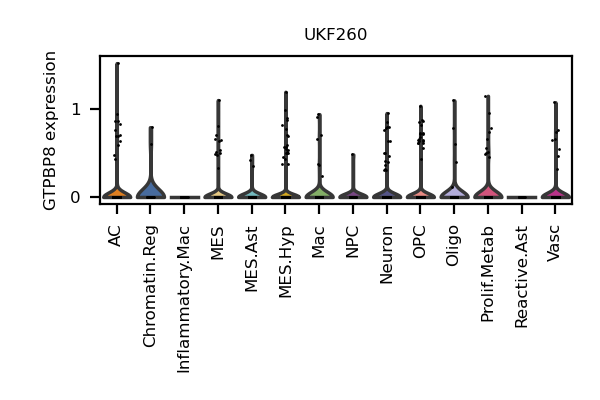 UKF260
GTPBP8 expression
1
0
AC
Chromatin.Reg
Inflammatory.Mac
MES
MES.Ast
MES.Hyp
Mac
NPC
Neuron
OPC
Oligo
Prolif.Metab
Reactive.Ast
Vasc